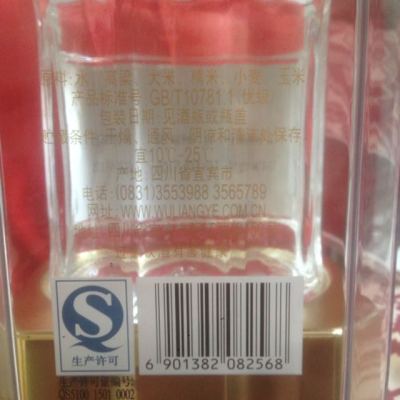 原料: 水、高粱、大米、糯米、小麦、玉米
产品标准号: GB/T10781.1 优级
包装日期: 见酒版或瓶盖
贮藏条件: 干燥、通风、阴凉和清洁处保存
宜10℃-25℃
产地: 四川省宜宾市
电话:(0831)3553988 3565789
网址:WWW.WULIANGYE.COM.CN
QS
生产许可
生产许可证编号:
QS5100 1501 0002
6 901382 082568